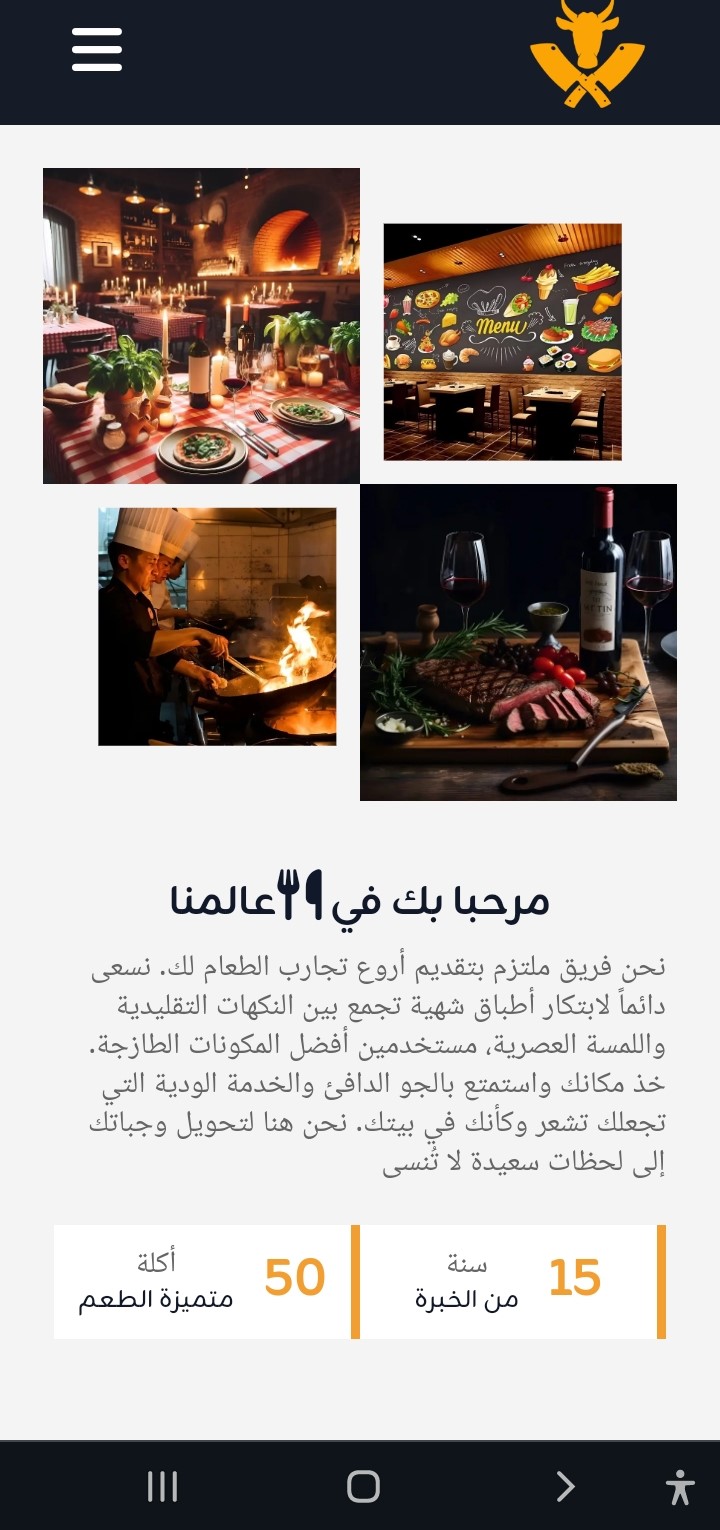 Menu
مرحبا بك في عالمنا
نحن فريق ملتزم بتقديم أروع تجارب الطعام لك. نسعى
دائماً لابتكار أطباق شهية تجمع بين النكهات التقليدية
واللمسة العصرية، مستخدمين أفضل المكونات الطازجة.
خذ مكانك واستمتع بالجو الدافئ والخدمة الودية التي
تجعلك تشعر وكأنك في بيتك. نحن هنا لتحويل وجباتك
إلى لحظات سعيدة لا تُنسى
15
سنة
من الخبرة
50
أكلة
متميزة الطعم